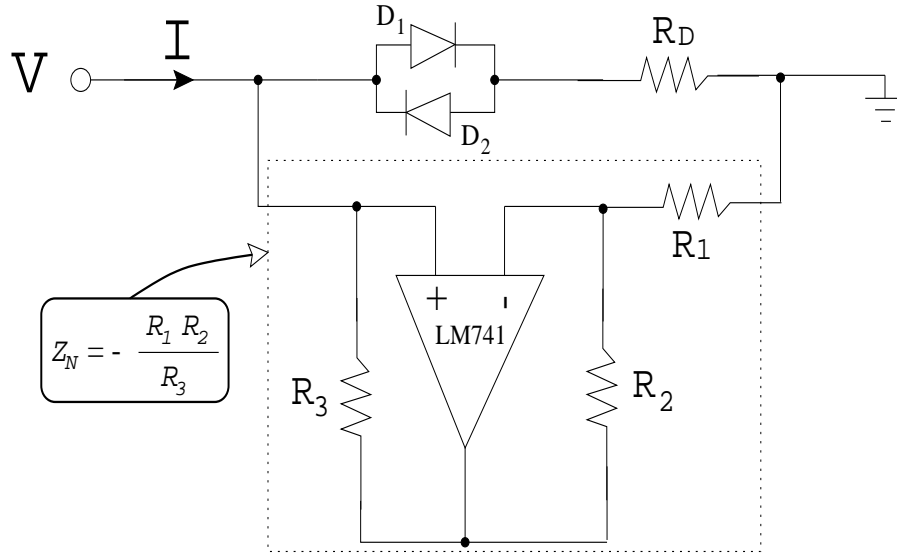 V
I
D1
D2
RD
R1
+
-
LM741
R3
R2
ZN = - R1 R2
R3